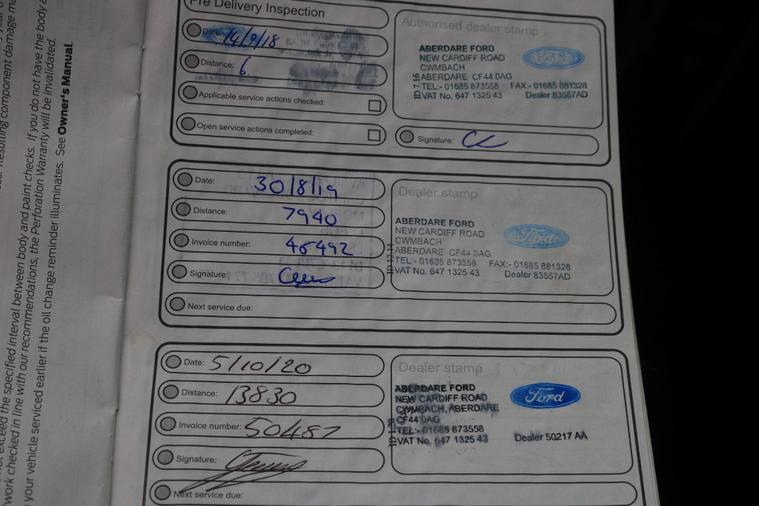 Pre Delivery Inspection
Date: 14/9/18
Distance: 6
Applicable service actions checked:
Open service actions completed:
Authorised dealer stamp
ABERDARE FORD
NEW CARDIFF ROAD
CWMBACH
ABERDARE CF44 0AG
TEL:- 01685 873558 FAX:- 01685 881328
VAT No. 647 1325 43 Dealer 83557AD
Ford
Signature:
Date: 30/8/19
Distance: 7940
Invoice number: 46492
Signature:
Next service due:
Dealer stamp
ABERDARE FORD
NEW CARDIFF ROAD
CWMBACH
ABERDARE CF44 0AG
TEL:- 01685 873558 FAX:- 01685 881328
VAT No. 647 1325 43 Dealer 83557AD
Ford
Date: 5/10/20
Distance: 13830
Invoice number: 50487
Signature:
Next service due:
Dealer stamp
ABERDARE FORD
NEW CARDIFF ROAD
CWMBACH, ABERDARE
CF44 0AG
TEL:- 01685 873558
VAT No. 647 1325 43 Dealer 50217 AA
Ford
resulting component damage
not exceed the specified interval between body and paint checks. If you do not have the body
work checked in line with our recommendations, the Perforation Warranty will be invalidated.
your vehicle serviced earlier if the oil change reminder illuminates. See Owner's Manual.